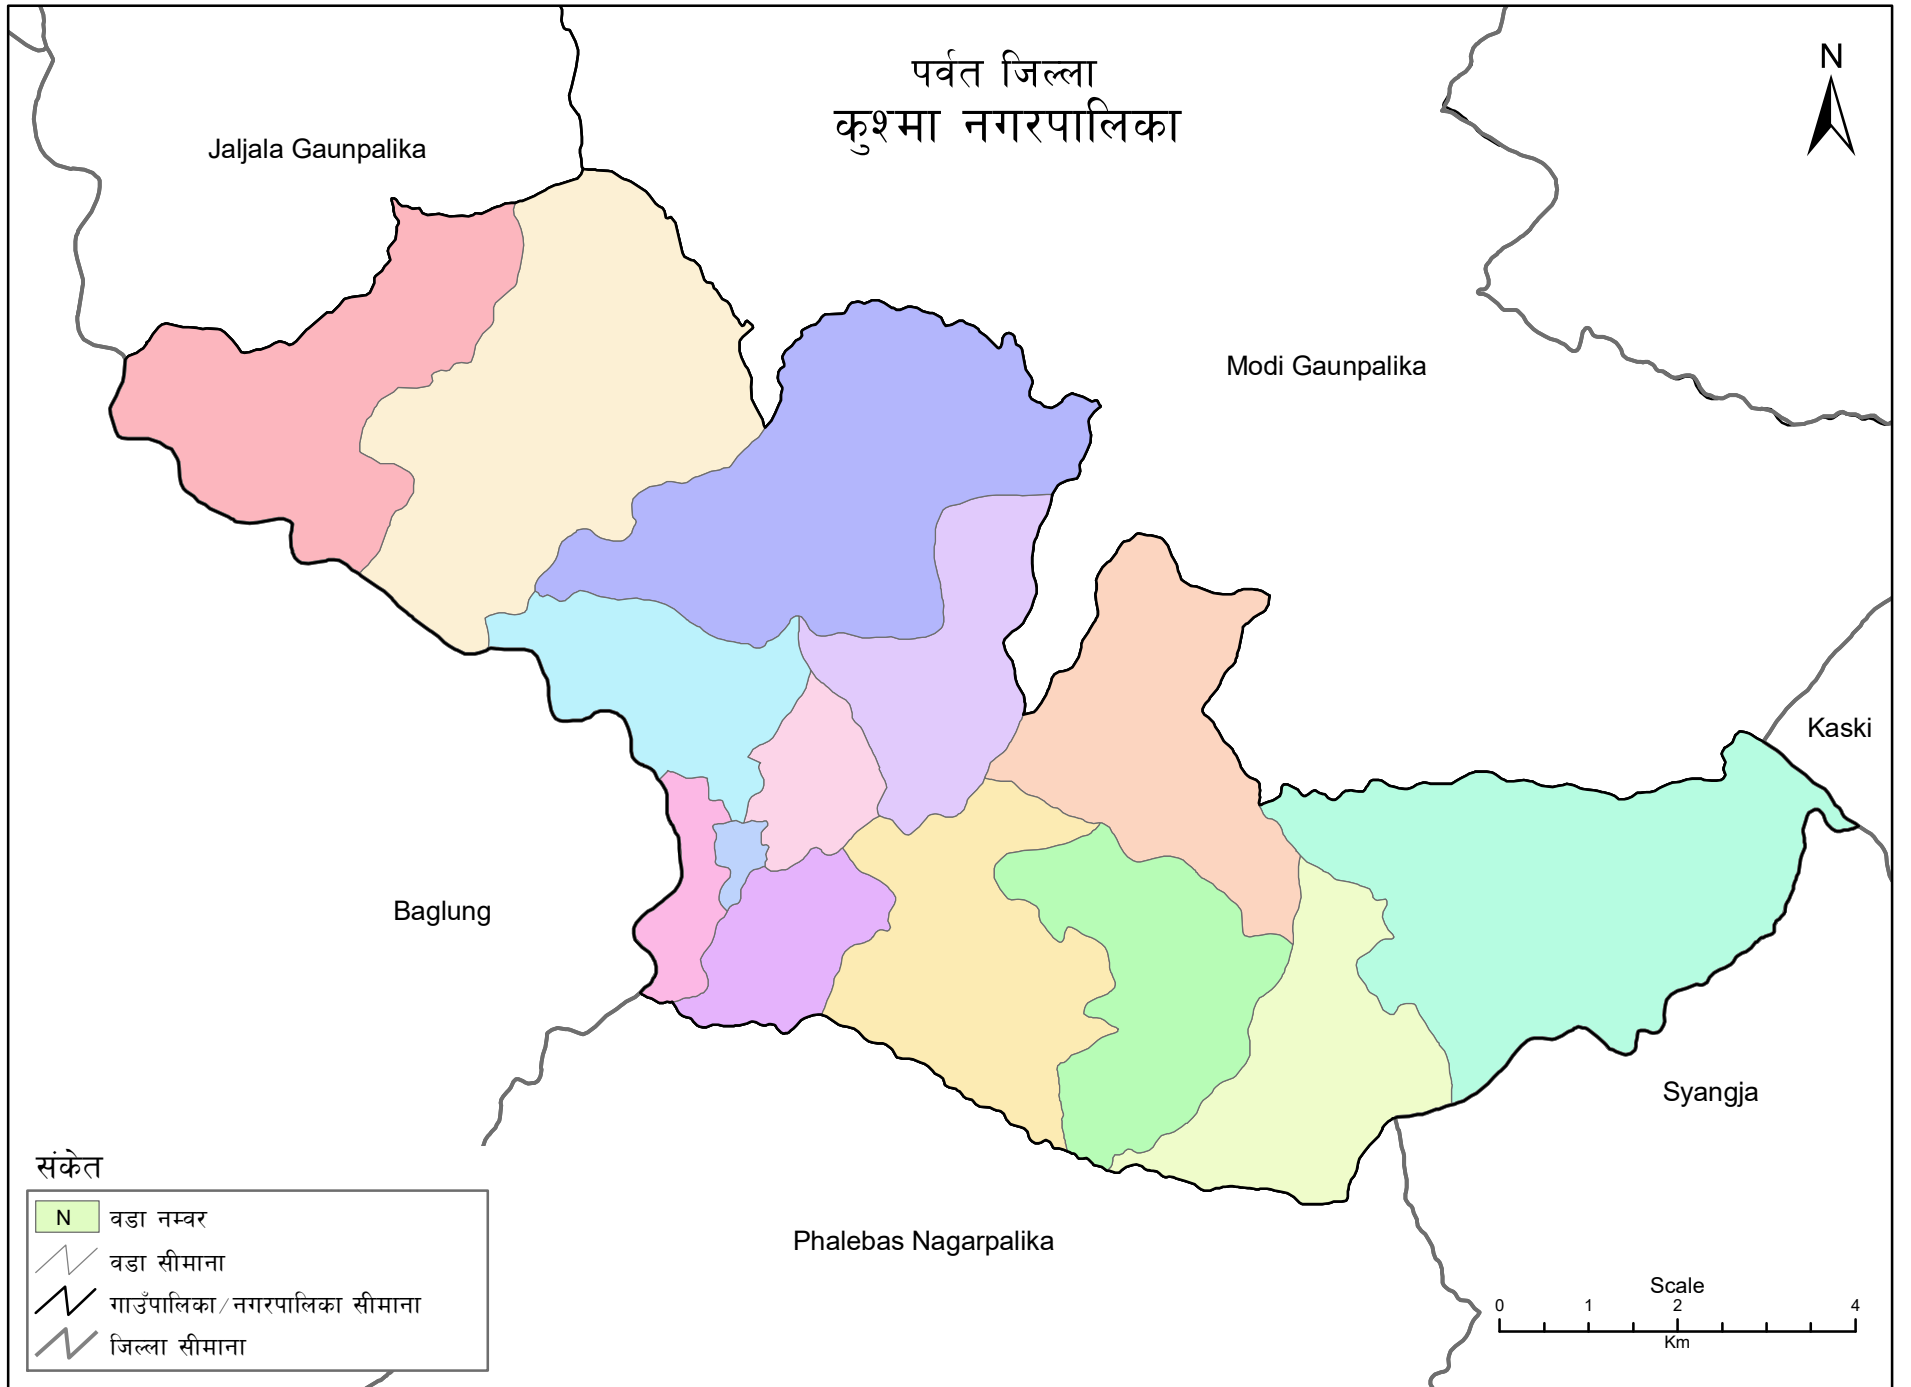 पर्वत जिल्ला
कुश्मा नगरपालिका
N
Jaljala Gaunpalika
Modi Gaunpalika
Kaski
Baglung
Syangja
Phalebas Nagarpalika
संकेत
N वडा नम्वर
वडा सीमाना
गाउँपालिका/नगरपालिका सीमाना
जिल्ला सीमाना
Scale
0 1 2 4
Km